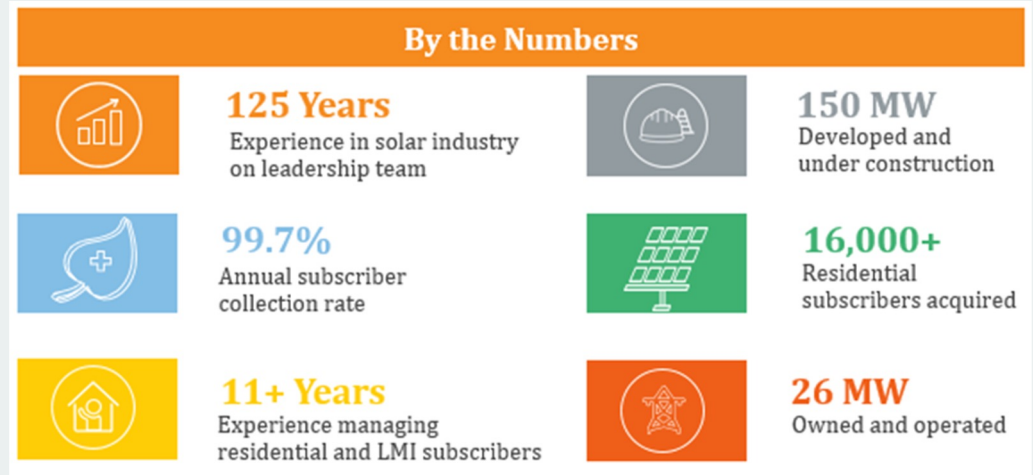 By the Numbers
125 Years
Experience in solar industry
on leadership team
150 MW
Developed and
under construction
99.7%
Annual subscriber
collection rate
16,000+
Residential
subscribers acquired
11+ Years
Experience managing
residential and LMI subscribers
26 MW
Owned and operated